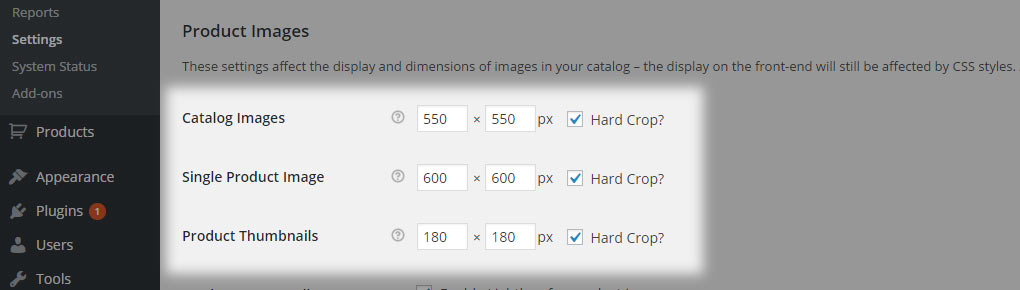 Reports
Settings
System Status
Add-ons
Products
Appearance
Plugins 1
Users
Tools
Product Images
These settings affect the display and dimensions of images in your catalog – the display on the front-end will still be affected by CSS styles.
Catalog Images ? 550 × 550 px Hard Crop?
Single Product Image ? 600 × 600 px Hard Crop?
Product Thumbnails ? 180 × 180 px Hard Crop?